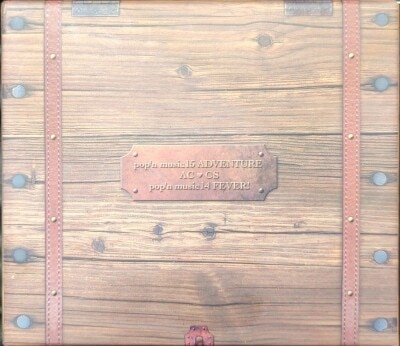 pop'n music15 ADVENTURE
AC♥CS
pop'n music14 FEVER!